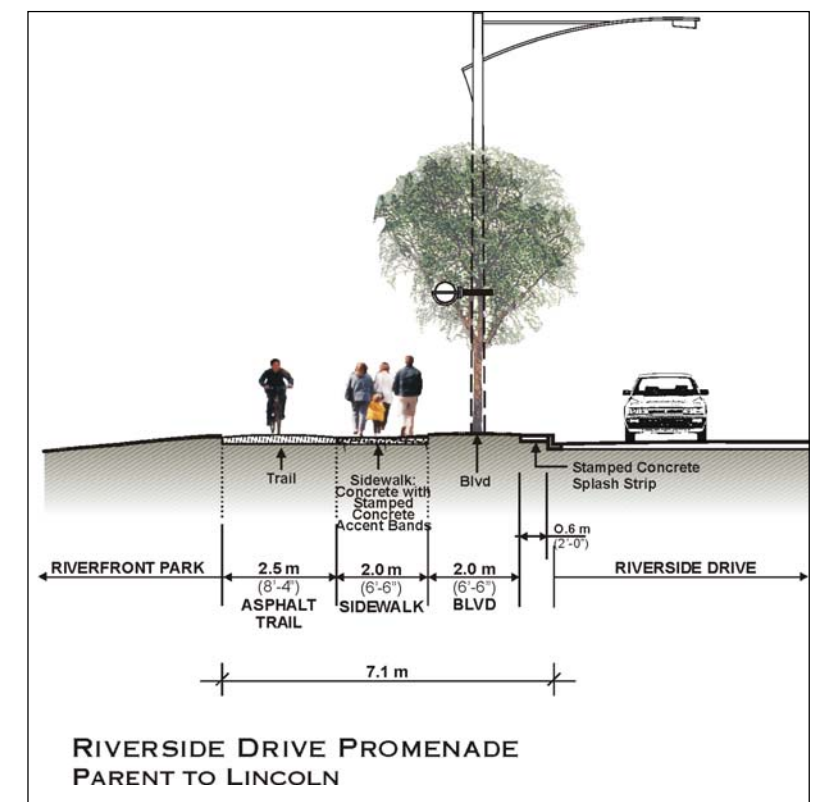 Trail
Sidewalk:
Concrete with
Stamped
Concrete
Accent Bands
Blvd
Stamped Concrete
Splash Strip
0.6 m
(2'-0")
RIVERFRONT PARK
2.5 m
(8'-4")
ASPHALT
TRAIL
2.0 m
(6'-6")
SIDEWALK
2.0 m
(6'-6")
BLVD
RIVERSIDE DRIVE
7.1 m
RIVERSIDE DRIVE PROMENADE
PARENT TO LINCOLN